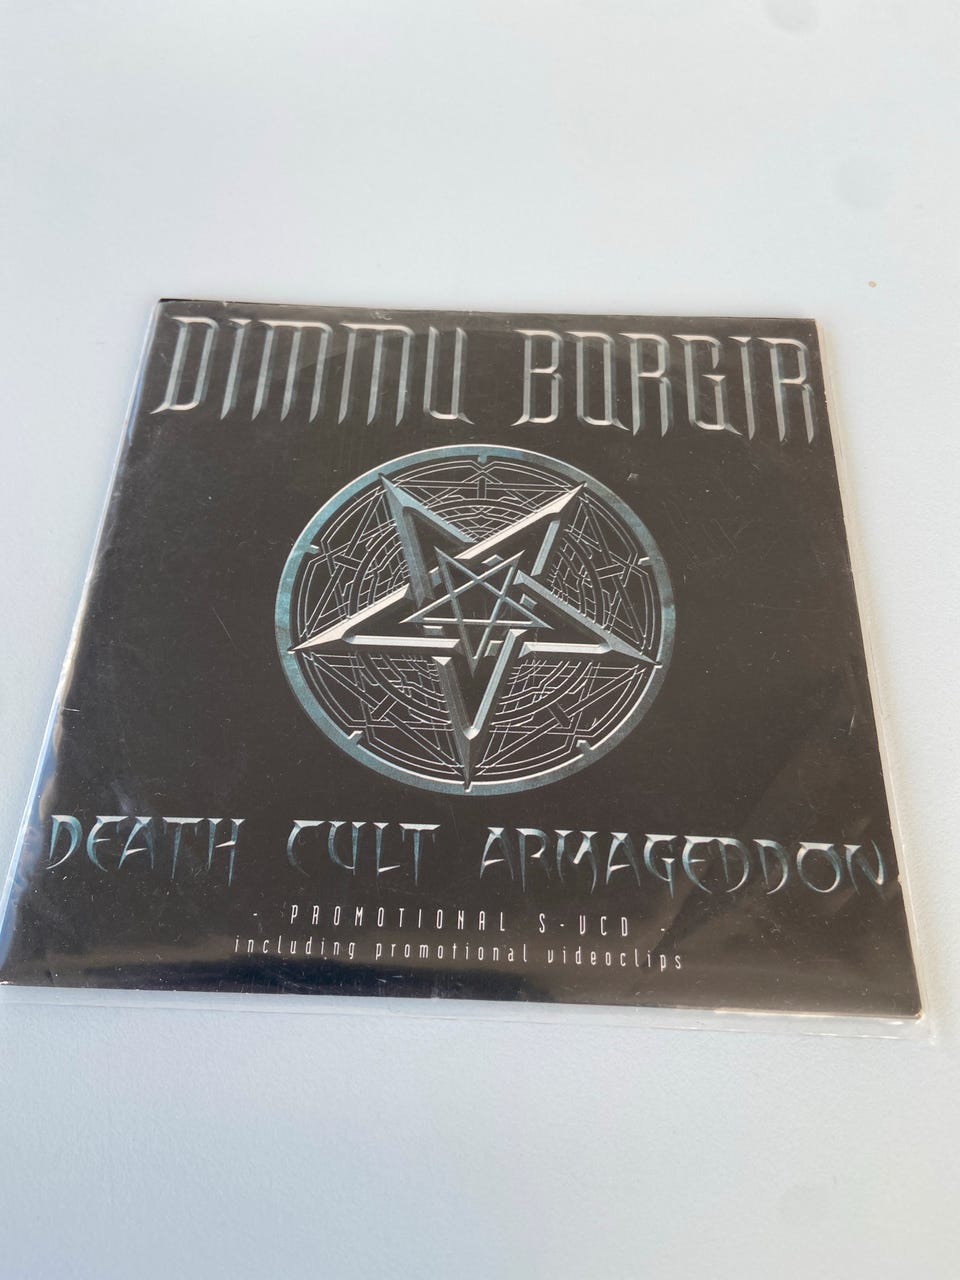 DIMMU BORGIR
DEATH CULT ARMAGEDDON
- PROMOTIONAL S-VCD -
including promotional videoclips